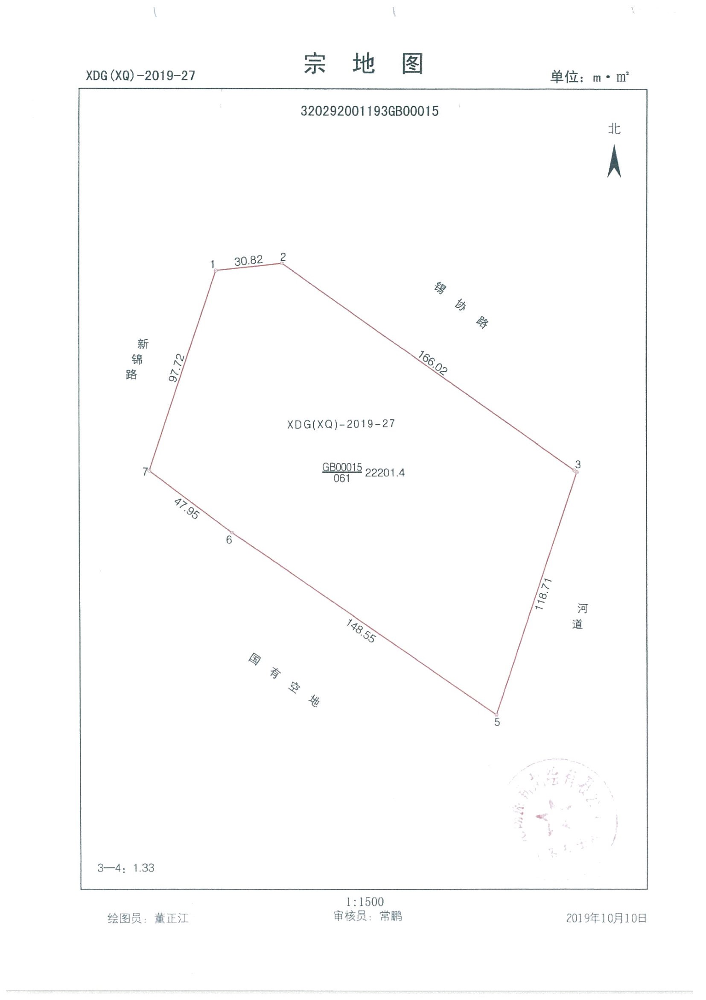 宗 地 图
XDG(XQ)-2019-27
单位：m·㎡
320292001193GB00015
北
1
30.82
2
锡协路
新锦路
97.72
166.02
XDG(XQ)-2019-27
3
7
GB00015
061
22201.4
47.95
6
118.71
河道
148.55
国有空地
5
3—4：1.33
1:1500
绘图员：董正江
审核员：常鹏
2019年10月10日